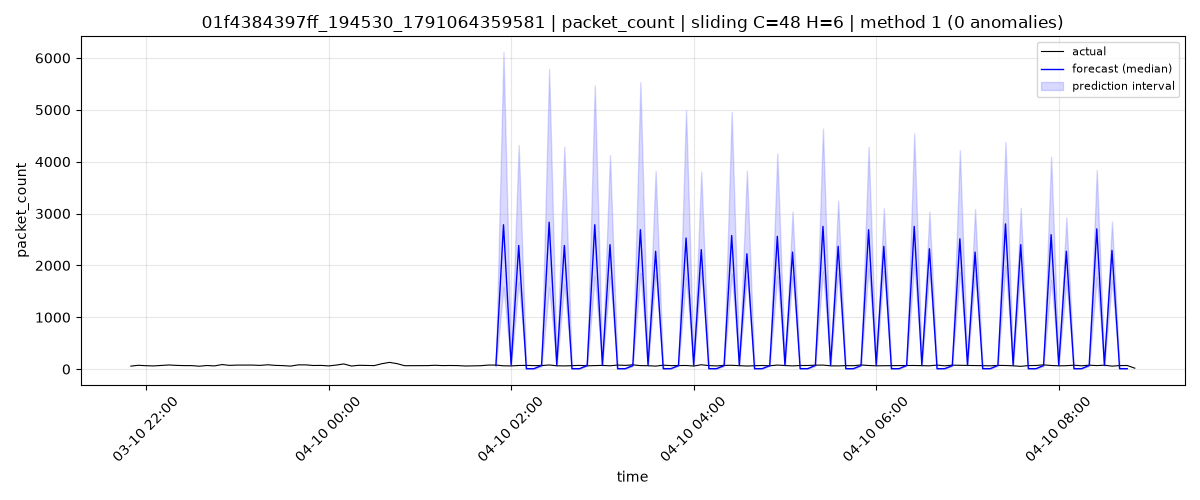 01f4384397ff_194530_1791064359581 | packet_count | sliding C=48 H=6 | method 1 (0 anomalies)
actual
forecast (median)
prediction interval
6000
5000
4000
3000
2000
1000
0
packet_count
03-10 22:00
04-10 00:00
04-10 02:00
04-10 04:00
04-10 06:00
04-10 08:00
time